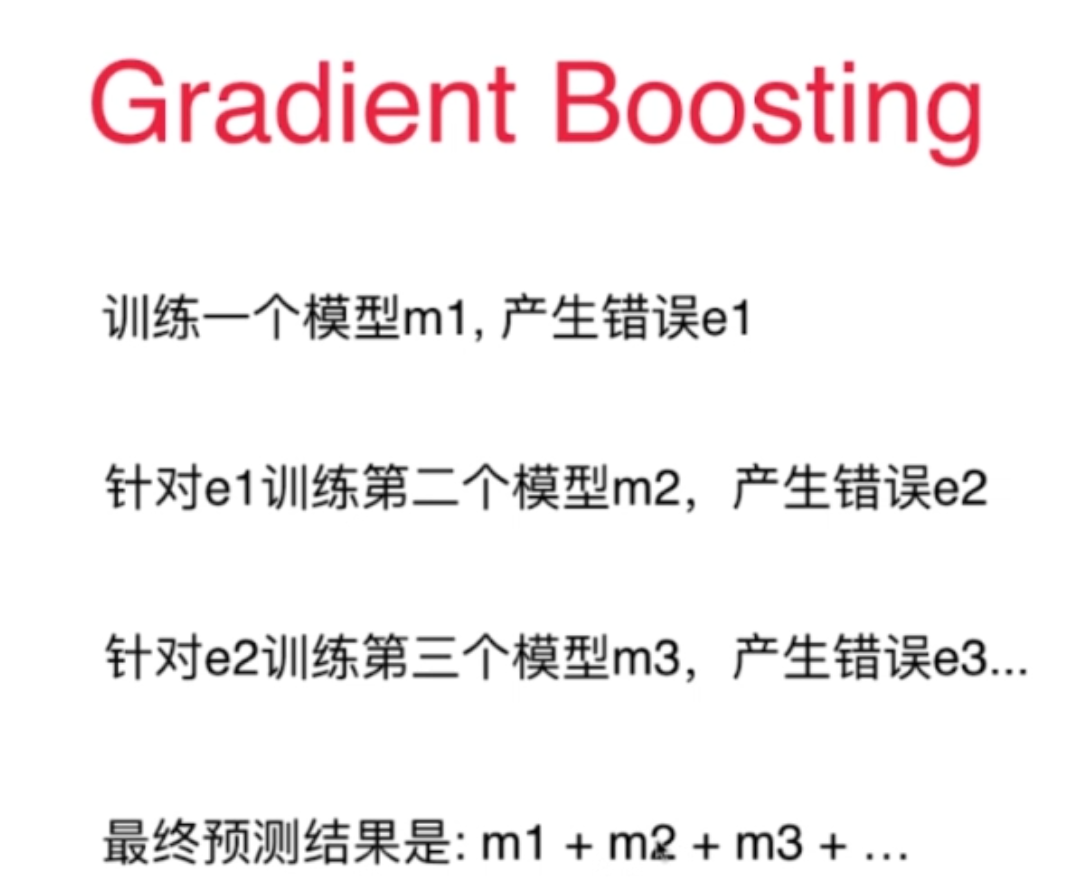 Gradient Boosting
训练一个模型m1, 产生错误e1
针对e1训练第二个模型m2，产生错误e2
针对e2训练第三个模型m3，产生错误e3...
最终预测结果是: m1 + m2 + m3 + …